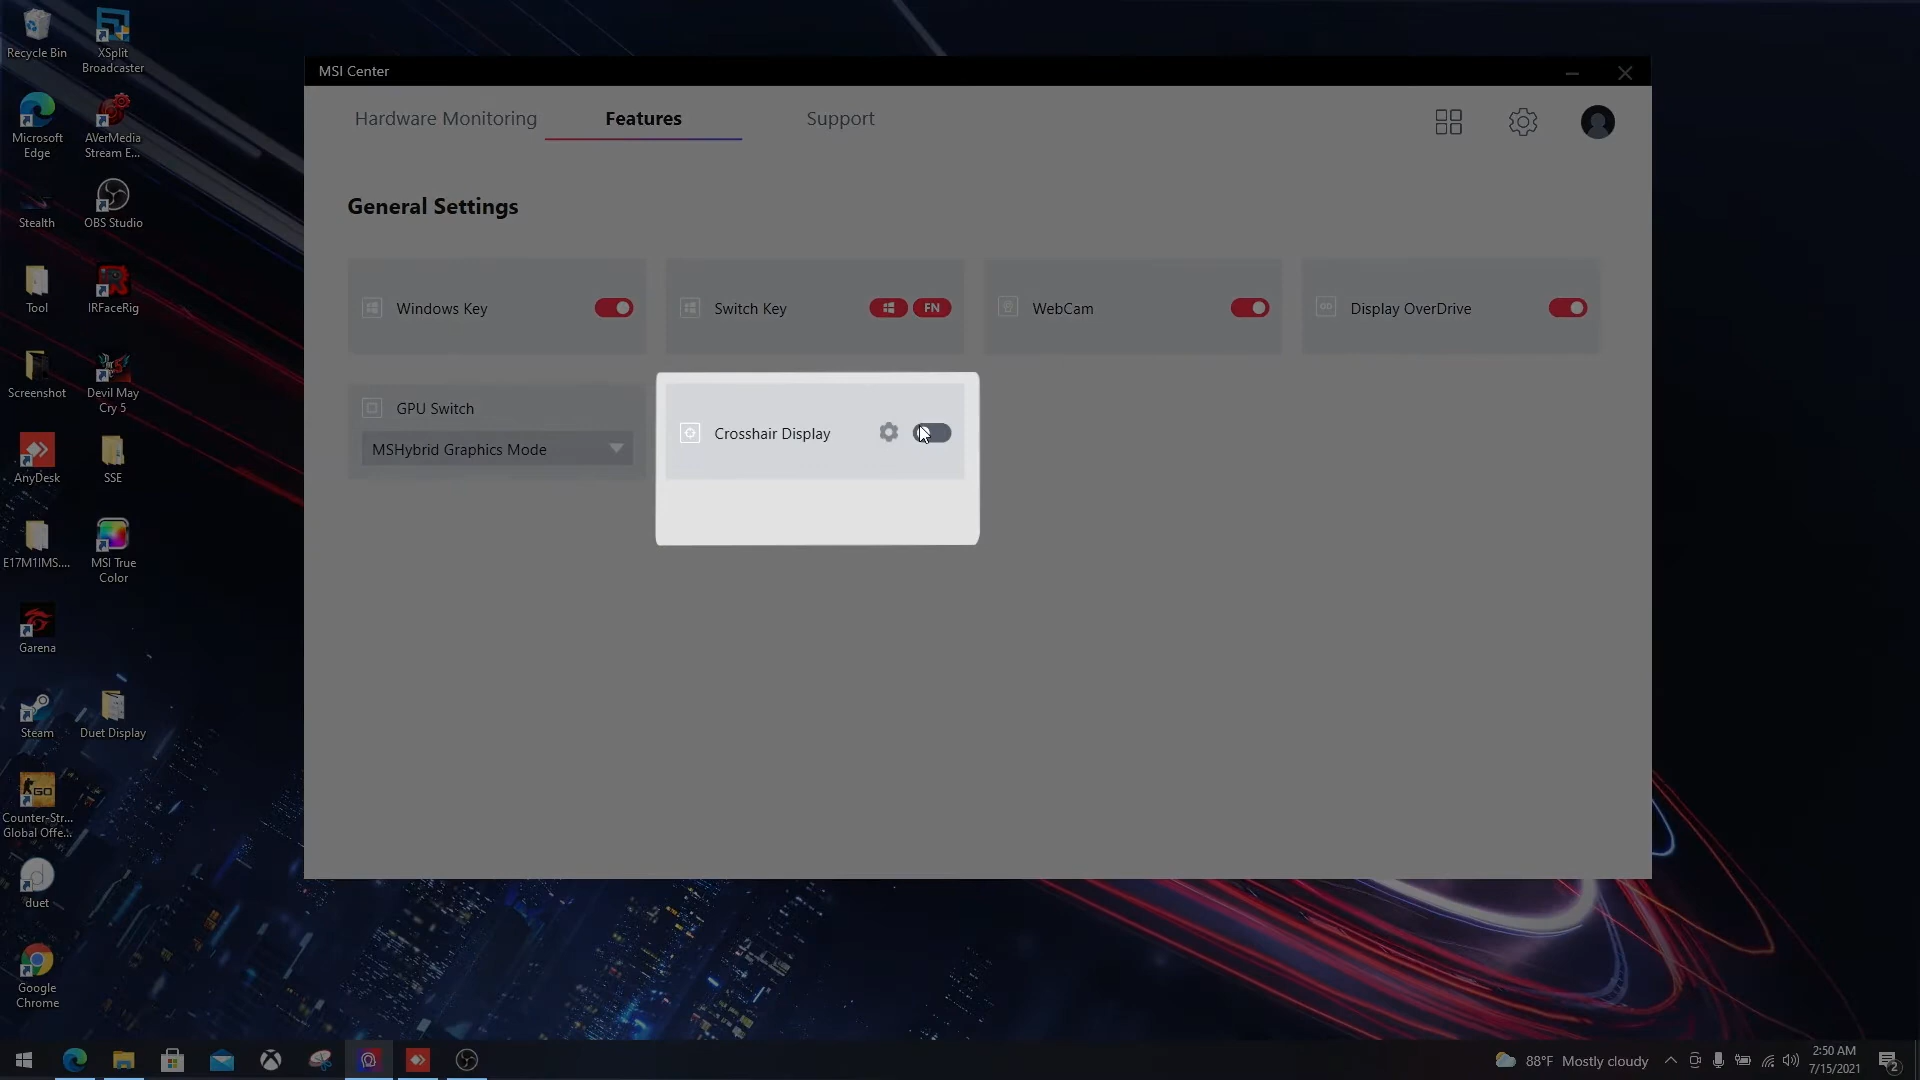 Recycle Bin
XSplit
Broadcaster
Microsoft
Edge
AVerMedia
Stream E...
Stealth
OBS Studio
Tool
IRFaceRig
Screenshot
Devil May
Cry 5
AnyDesk
SSE
E17M1IMS....
MSI True
Color
Garena
Steam
Duet Display
GO
Counter-Str...
Global Offe...
duet
Google
Chrome
MSI Center
Hardware Monitoring
Features
Support
General Settings
Windows Key
Switch Key
FN
WebCam
OD
Display OverDrive
GPU Switch
MSHybrid Graphics Mode
Crosshair Display
88°F Mostly cloudy
2:50 AM
7/15/2021
2